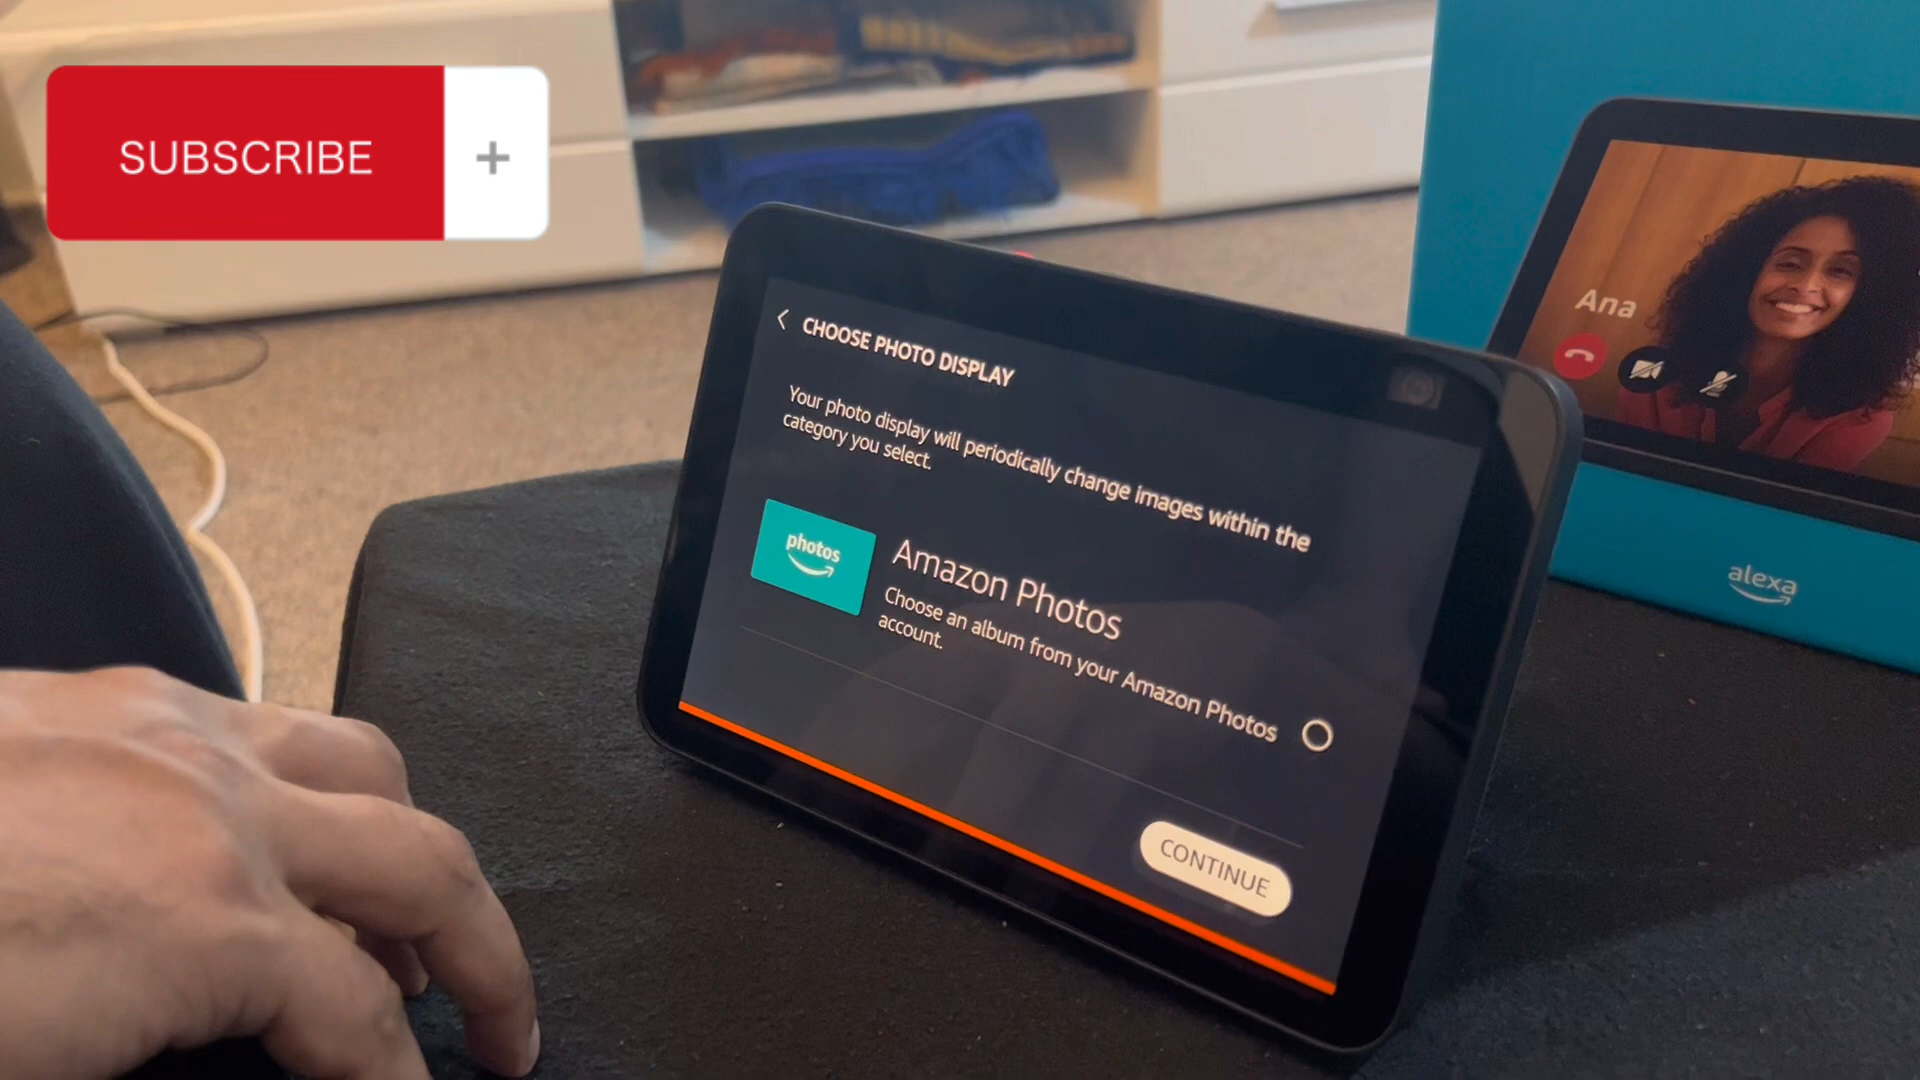 SUBSCRIBE +
Ana
< CHOOSE PHOTO DISPLAY
Your photo display will periodically change images within the
category you select.
photos
Amazon Photos
Choose an album from your Amazon Photos
account.
CONTINUE
alexa